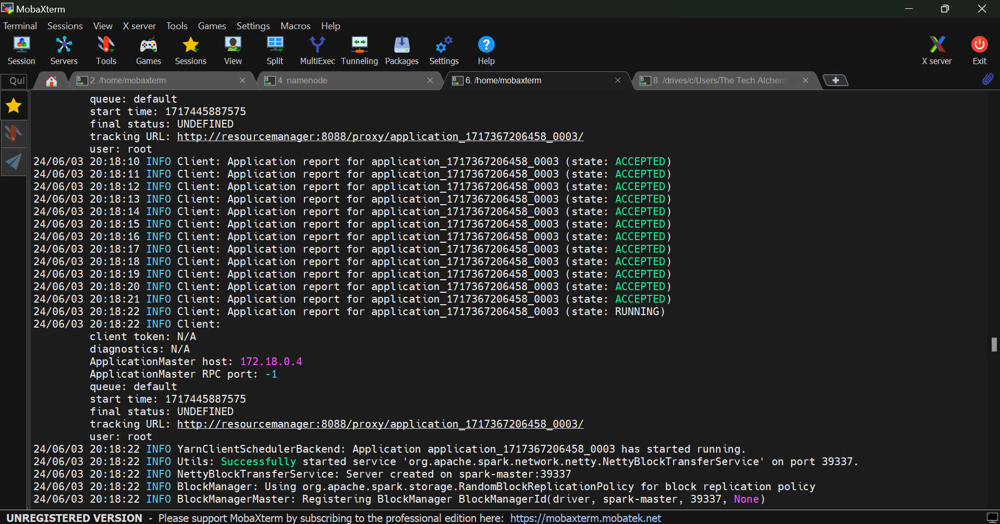 MobaXterm
Terminal Sessions View X server Tools Games Settings Macros Help
Session Servers Tools Games Sessions View Split MultiExec Tunneling Packages Settings Help X server Exit
Qui 2. /home/mobaxterm 4. namenode 6. /home/mobaxterm 8. /drives/c/Users/The Tech Alchem
queue: default
start time: 1717445887575
final status: UNDEFINED
tracking URL: http://resourcemanager:8088/proxy/application_1717367206458_0003/
user: root
24/06/03 20:18:10 INFO Client: Application report for application_1717367206458_0003 (state: ACCEPTED)
24/06/03 20:18:11 INFO Client: Application report for application_1717367206458_0003 (state: ACCEPTED)
24/06/03 20:18:12 INFO Client: Application report for application_1717367206458_0003 (state: ACCEPTED)
24/06/03 20:18:13 INFO Client: Application report for application_1717367206458_0003 (state: ACCEPTED)
24/06/03 20:18:14 INFO Client: Application report for application_1717367206458_0003 (state: ACCEPTED)
24/06/03 20:18:15 INFO Client: Application report for application_1717367206458_0003 (state: ACCEPTED)
24/06/03 20:18:16 INFO Client: Application report for application_1717367206458_0003 (state: ACCEPTED)
24/06/03 20:18:17 INFO Client: Application report for application_1717367206458_0003 (state: ACCEPTED)
24/06/03 20:18:18 INFO Client: Application report for application_1717367206458_0003 (state: ACCEPTED)
24/06/03 20:18:19 INFO Client: Application report for application_1717367206458_0003 (state: ACCEPTED)
24/06/03 20:18:20 INFO Client: Application report for application_1717367206458_0003 (state: ACCEPTED)
24/06/03 20:18:21 INFO Client: Application report for application_1717367206458_0003 (state: ACCEPTED)
24/06/03 20:18:22 INFO Client: Application report for application_1717367206458_0003 (state: RUNNING)
24/06/03 20:18:22 INFO Client:
client token: N/A
diagnostics: N/A
ApplicationMaster host: 172.18.0.4
ApplicationMaster RPC port: -1
queue: default
start time: 1717445887575
final status: UNDEFINED
tracking URL: http://resourcemanager:8088/proxy/application_1717367206458_0003/
user: root
24/06/03 20:18:22 INFO YarnClientSchedulerBackend: Application application_1717367206458_0003 has started running.
24/06/03 20:18:22 INFO Utils: Successfully started service 'org.apache.spark.network.netty.NettyBlockTransferService' on port 39337.
24/06/03 20:18:22 INFO NettyBlockTransferService: Server created on spark-master:39337
24/06/03 20:18:22 INFO BlockManager: Using org.apache.spark.storage.RandomBlockReplicationPolicy for block replication policy
24/06/03 20:18:22 INFO BlockManagerMaster: Registering BlockManager BlockManagerId(driver, spark-master, 39337, None)
UNREGISTERED VERSION - Please support MobaXterm by subscribing to the professional edition here: https://mobaxterm.mobatek.net